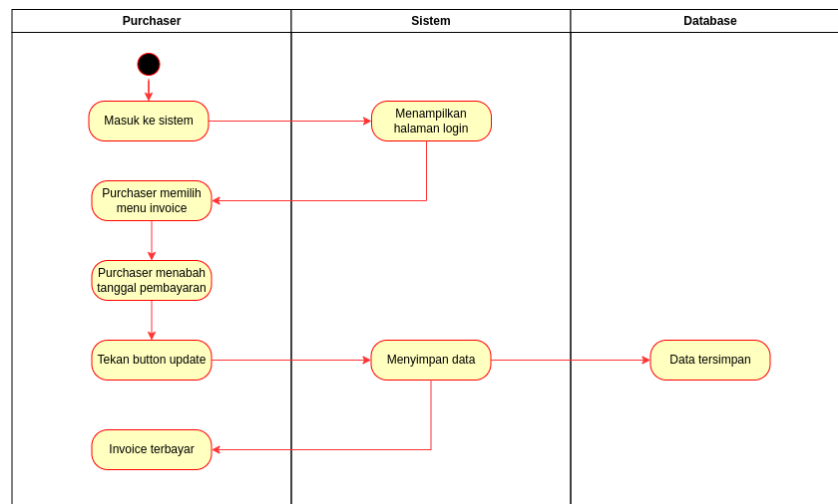 Purchaser
Sistem
Database
Masuk ke sistem
Menampilkan
halaman login
Purchaser memilih
menu invoice
Purchaser menabah
tanggal pembayaran
Tekan button update
Menyimpan data
Data tersimpan
Invoice terbayar